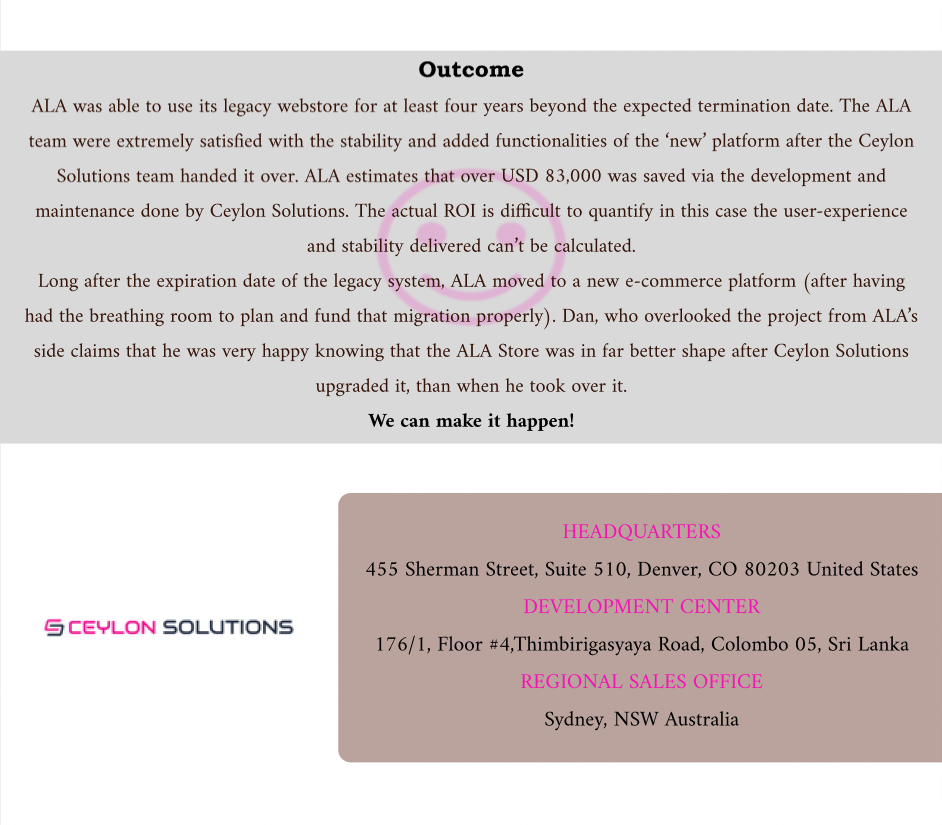 Outcome
ALA was able to use its legacy webstore for at least four years beyond the expected termination date. The ALA
team were extremely satisfied with the stability and added functionalities of the ‘new’ platform after the Ceylon
Solutions team handed it over. ALA estimates that over USD 83,000 was saved via the development and
maintenance done by Ceylon Solutions. The actual ROI is difficult to quantify in this case the user-experience
and stability delivered can’t be calculated.
Long after the expiration date of the legacy system, ALA moved to a new e-commerce platform (after having
had the breathing room to plan and fund that migration properly). Dan, who overlooked the project from ALA’s
side claims that he was very happy knowing that the ALA Store was in far better shape after Ceylon Solutions
upgraded it, than when he took over it.
We can make it happen!
CEYLON SOLUTIONS
HEADQUARTERS
455 Sherman Street, Suite 510, Denver, CO 80203 United States
DEVELOPMENT CENTER
176/1, Floor #4,Thimbirigasyaya Road, Colombo 05, Sri Lanka
REGIONAL SALES OFFICE
Sydney, NSW Australia